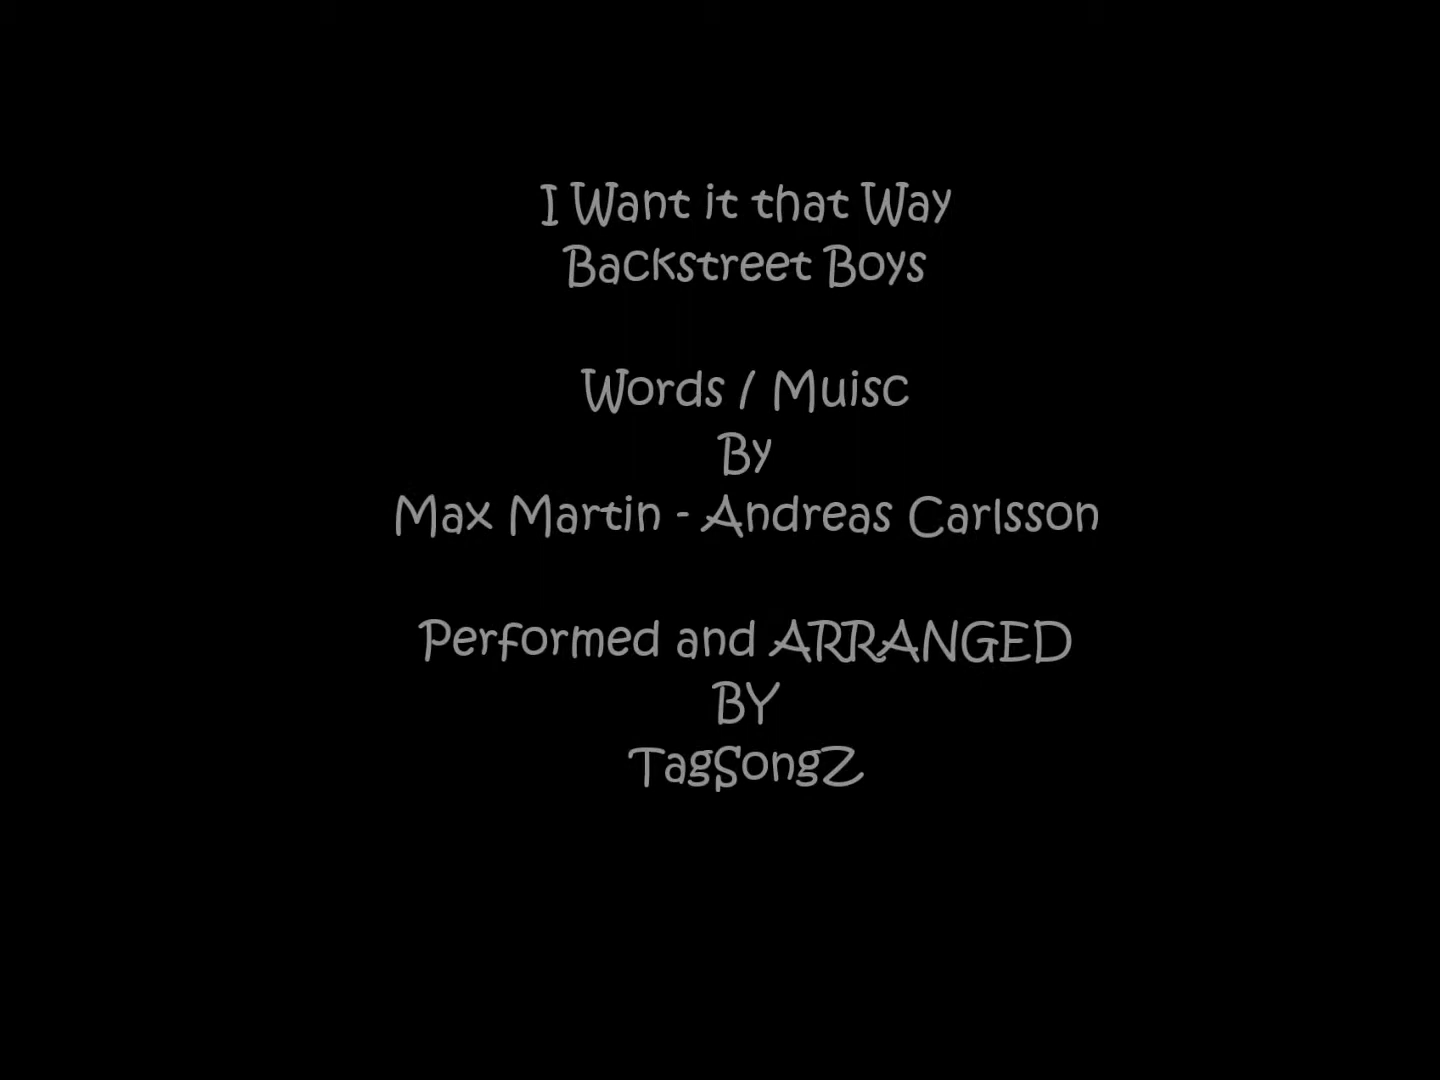 I Want it that Way
Backstreet Boys
Words / Muisc
By
Max Martin - Andreas Carlsson
Performed and ARRANGED
BY
TagSongZ